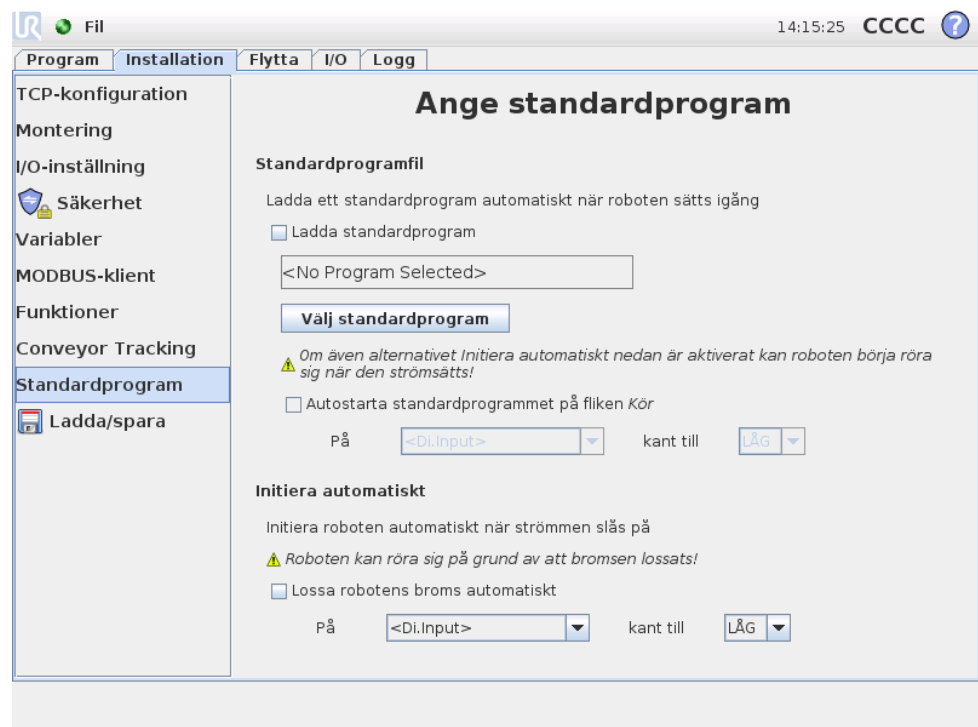 UR Fil 14:15:25 CCCC ?
Program Installation Flytta I/O Logg
TCP-konfiguration
Montering
I/O-inställning
Säkerhet
Variabler
MODBUS-klient
Funktioner
Conveyor Tracking
Standardprogram
Ladda/spara
Ange standardprogram
Standardprogramfil
Ladda ett standardprogram automatiskt när roboten sätts igång
Ladda standardprogram
<No Program Selected>
Välj standardprogram
Om även alternativet Initiera automatiskt nedan är aktiverat kan roboten börja röra
sig när den strömsätts!
Autostarta standardprogrammet på fliken Kör
På <Di.Input> kant till LÅG
Initiera automatiskt
Initiera roboten automatiskt när strömmen slås på
Roboten kan röra sig på grund av att bromsen lossats!
Lossa robotens broms automatiskt
På <Di.Input> kant till LÅG